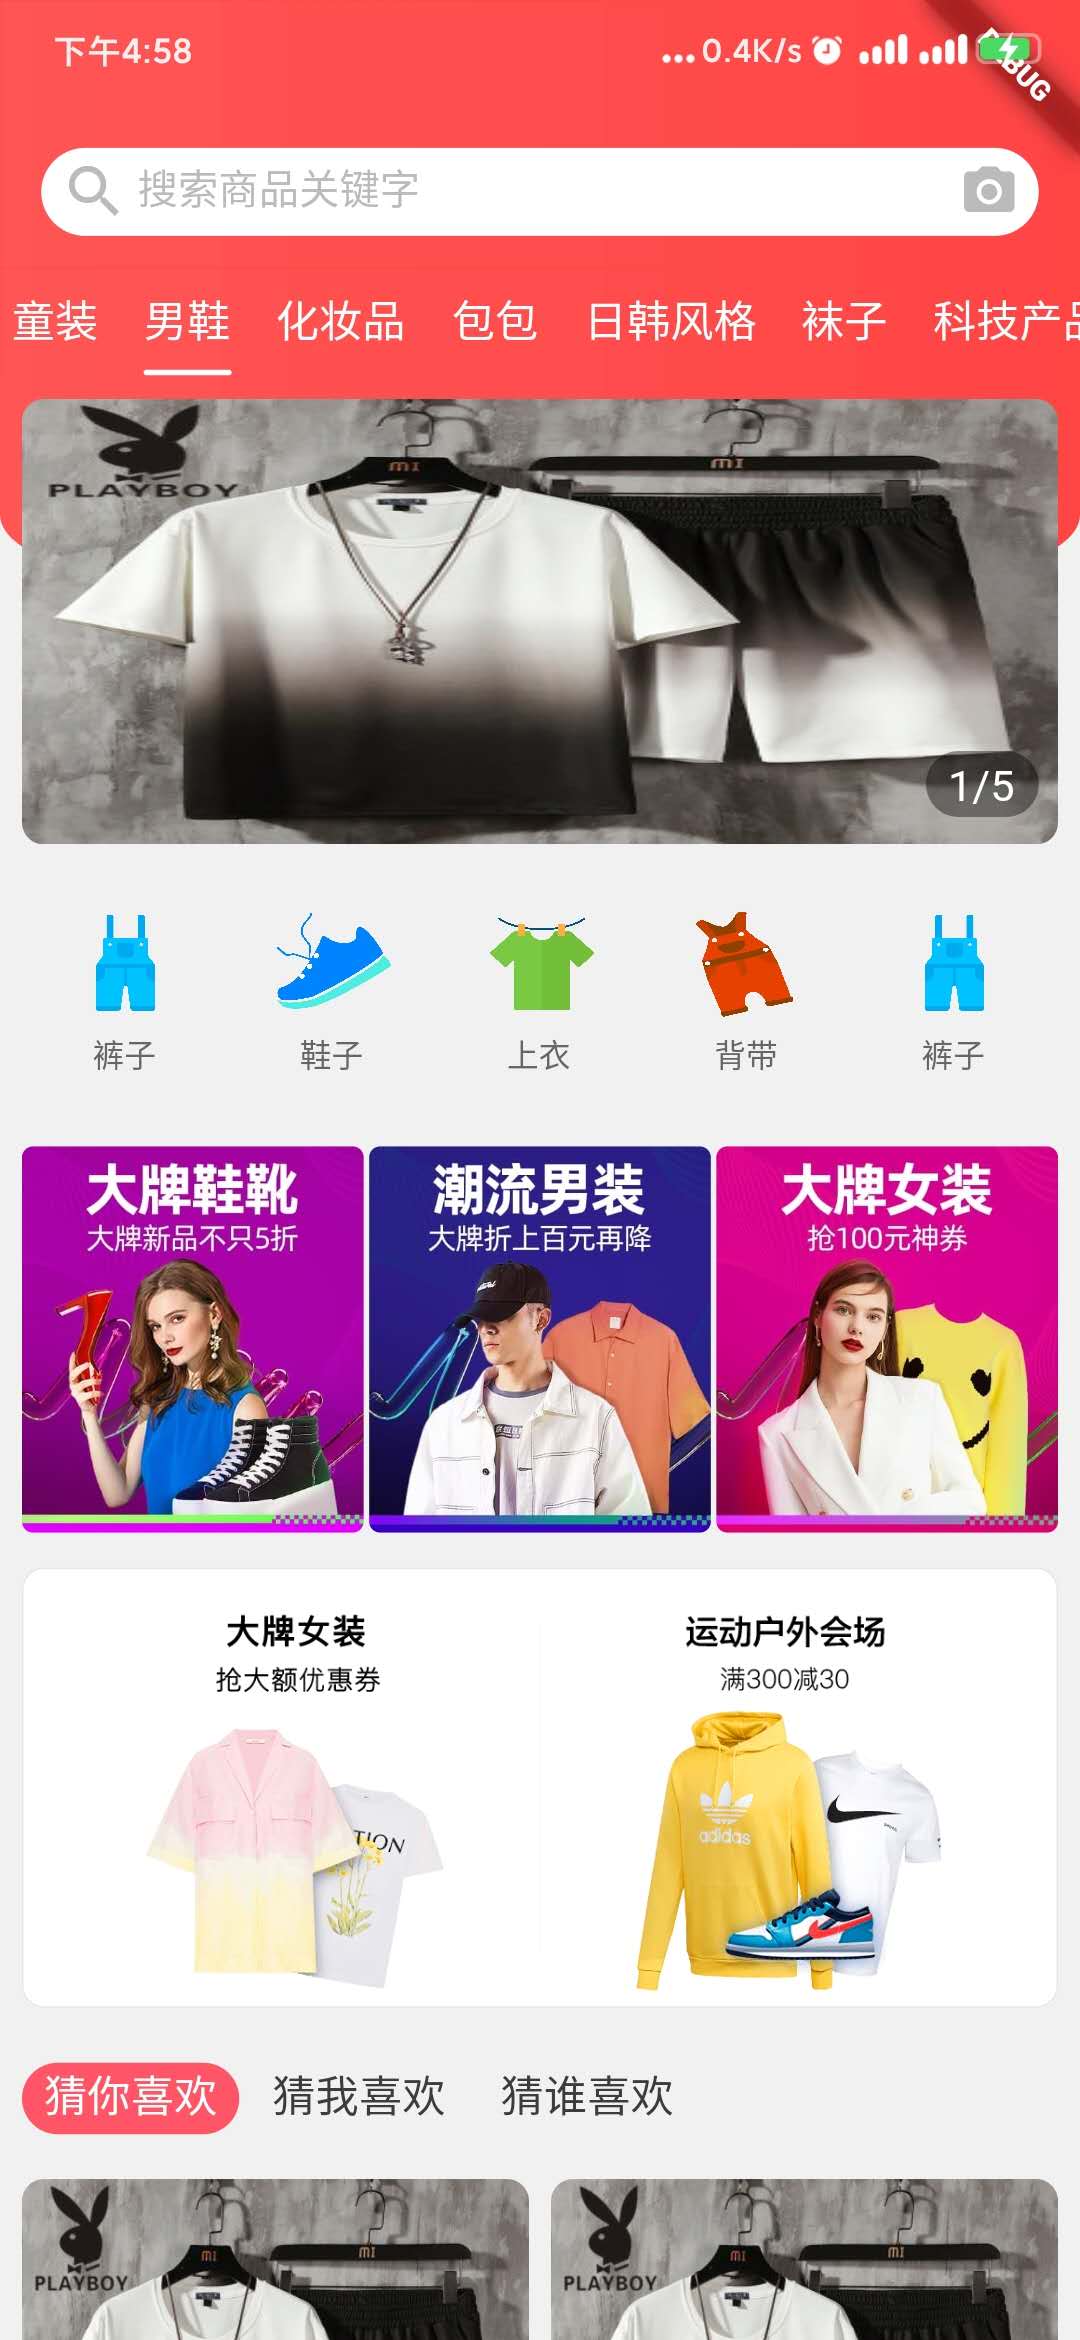 下午4:58
...0.4K/s
搜索商品关键字
童装 男鞋 化妆品 包包 日韩风格 袜子 科技产品
PLAYBOY
MI
MI
1/5
裤子 鞋子 上衣 背带 裤子
大牌鞋靴
大牌新品不只5折
潮流男装
大牌折上百元再降
大牌女装
抢100元神券
大牌女装
抢大额优惠券
运动户外会场
满300减30
TION
adidas
猜你喜欢 猜我喜欢 猜谁喜欢
MI
MI
PLAYBOY
MI
MI
PLAYBOY